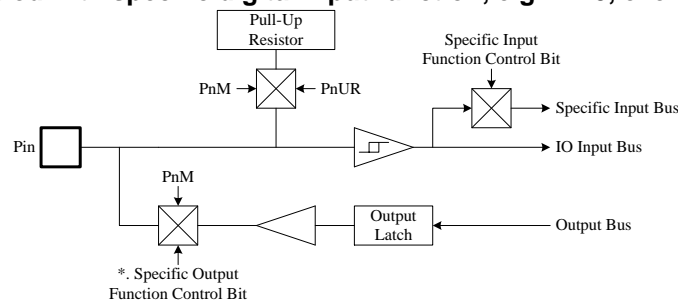 Pull-Up
Resistor
Specific Input
Function Control Bit
PnM
PnUR
Specific Input Bus
Pin
IO Input Bus
PnM
Output
Latch
Output Bus
*. Specific Output
Function Control Bit